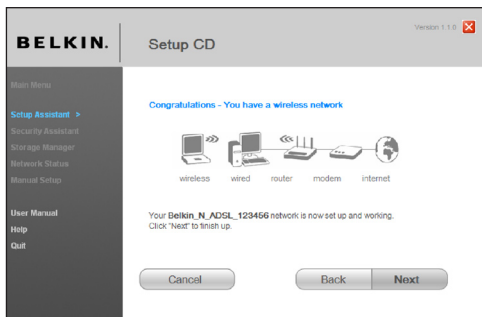 Version 1.1.0
BELKIN.
Setup CD
Main Menu
Setup Assistant >
Security Assistant
Storage Manager
Network Status
Manual Setup
User Manual
Help
Quit
Congratulations - You have a wireless network
wireless wired router modem internet
Your Belkin_N_ADSL_123456 network is now set up and working.
Click "Next" to finish up.
Cancel
Back
Next